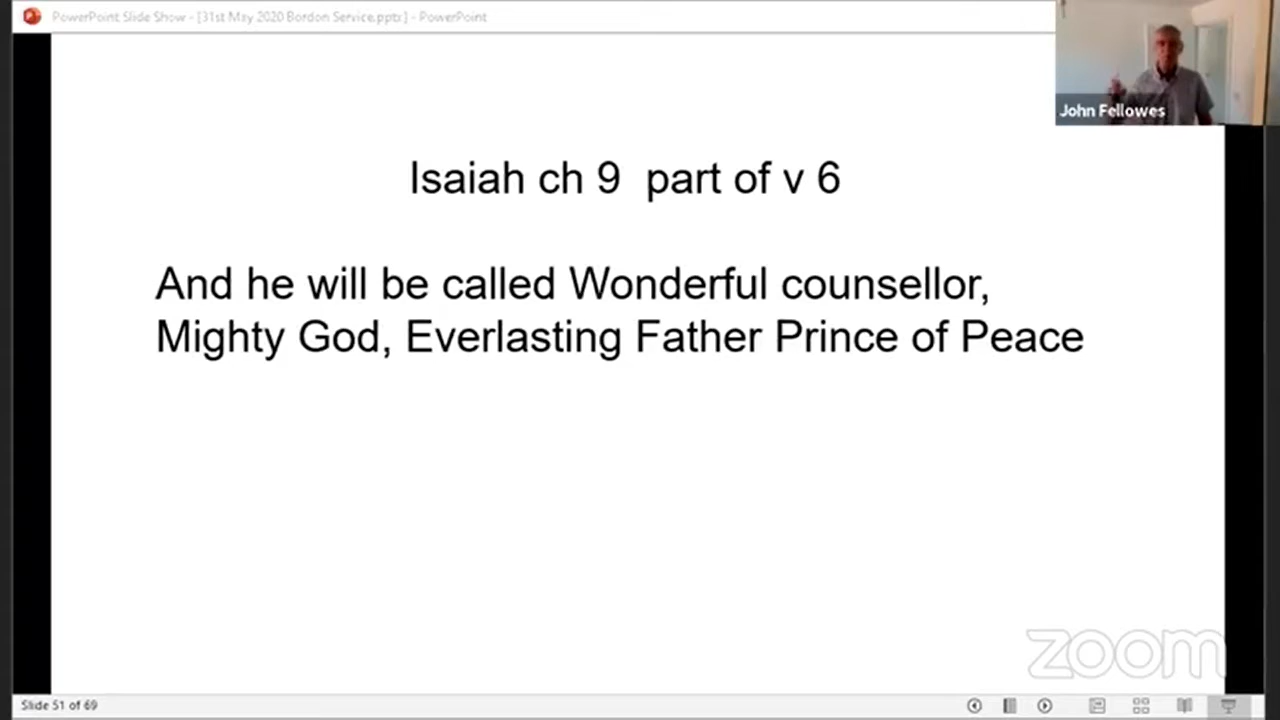 PowerPoint Slide Show - [31st May 2020 Bordon Service.pptx] - PowerPoint
John Fellowes
Isaiah ch 9 part of v 6
And he will be called Wonderful counsellor,
Mighty God, Everlasting Father Prince of Peace
zoom
Slide 51 of 69